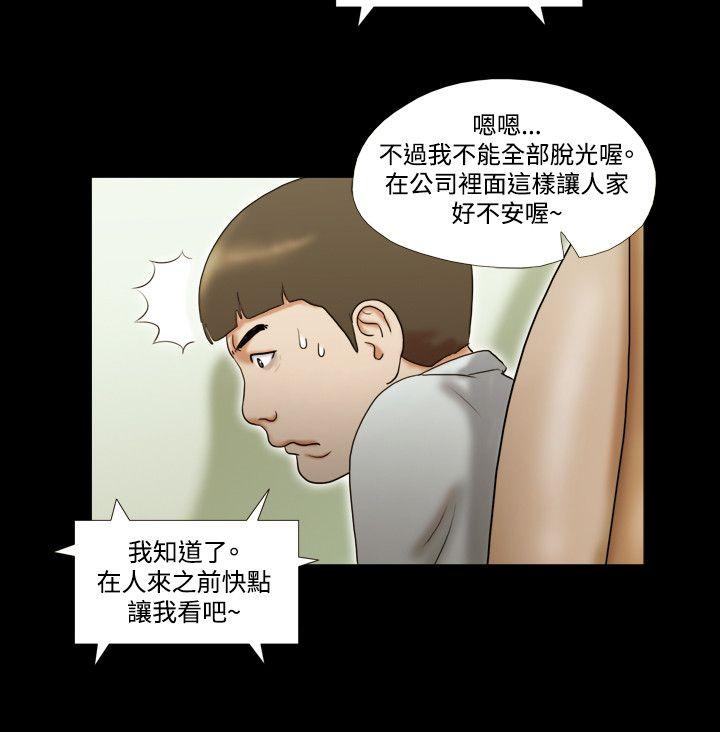 嗯嗯...
不過我不能全部脫光喔。
在公司裡面這樣讓人家
好不安喔~
我知道了。
在人來之前快點
讓我看吧~